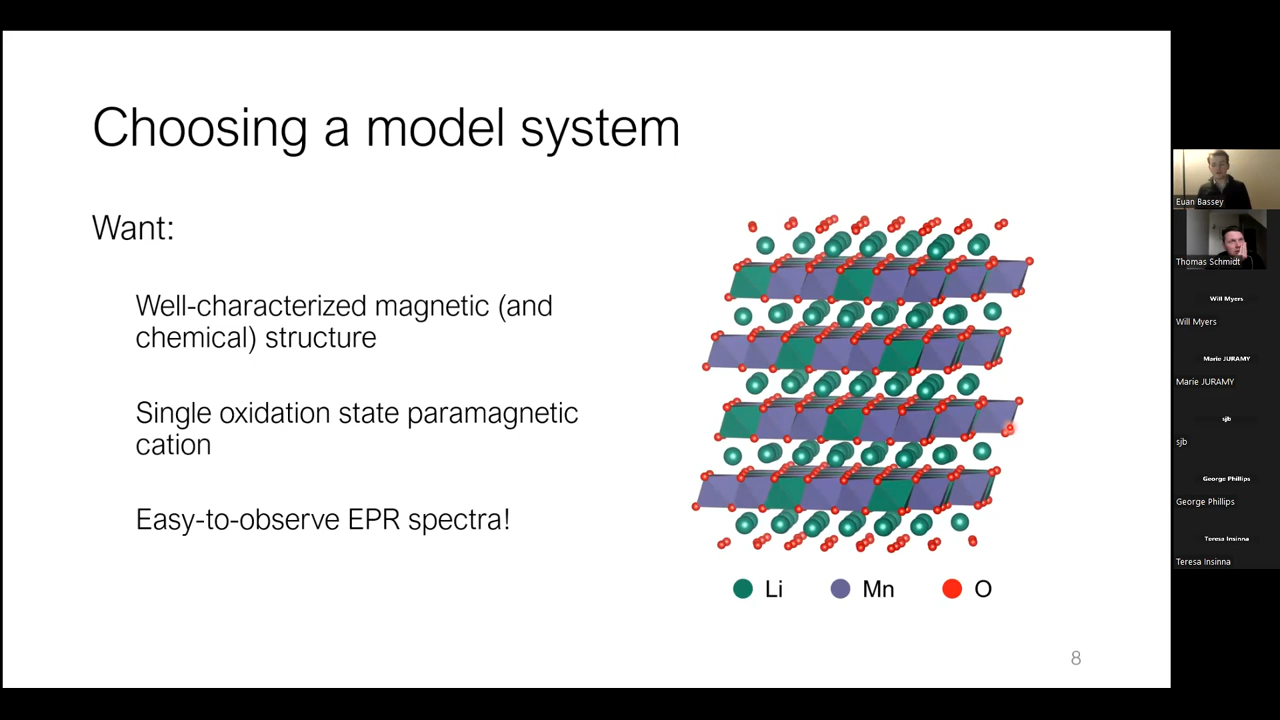 Choosing a model system
Want:
Well-characterized magnetic (and
chemical) structure
Single oxidation state paramagnetic
cation
Easy-to-observe EPR spectra!
Li
Mn
O
8
Euan Bassey
Thomas Schmidt
Will Myers
Will Myers
Marie JURAMY
Marie JURAMY
sjb
sjb
George Phillips
George Phillips
Teresa Insinna
Teresa Insinna